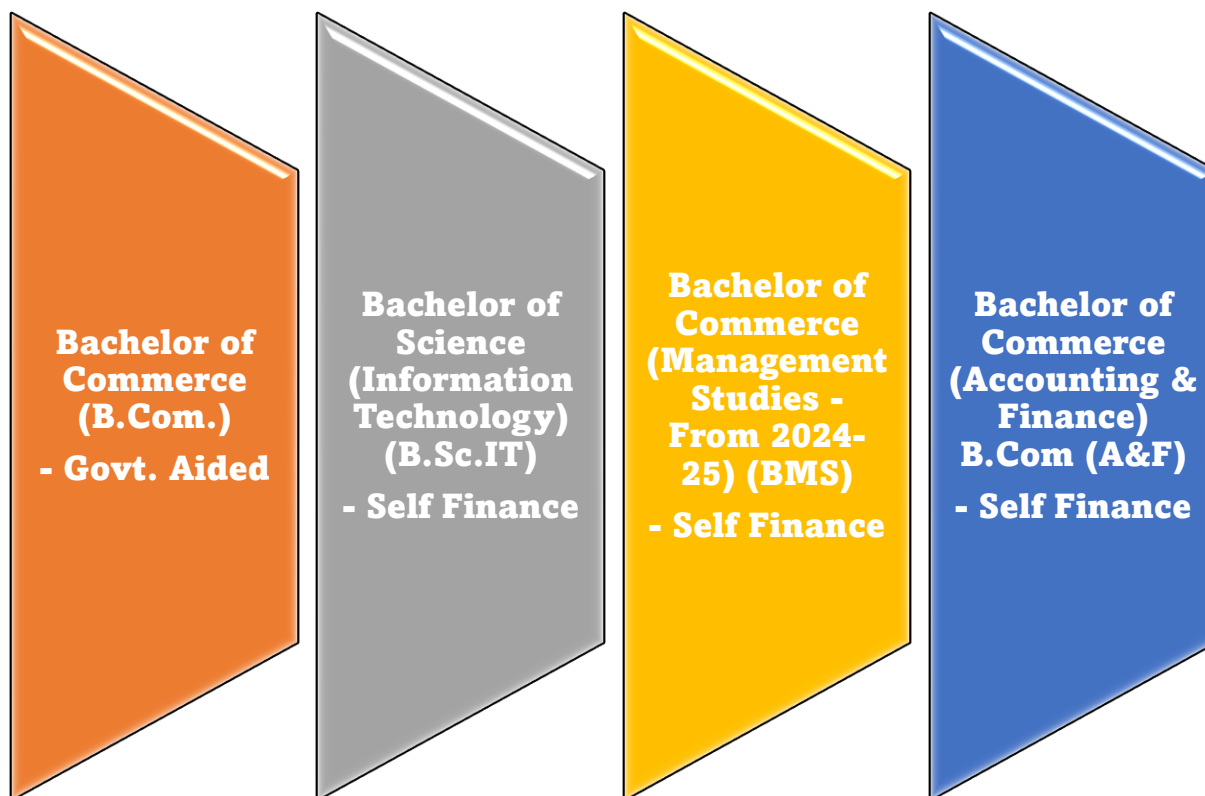 Bachelor of
Commerce
(B.Com.)
- Govt. Aided
Bachelor of
Science
(Information
Technology)
(B.Sc.IT)
- Self Finance
Bachelor of
Commerce
(Management
Studies -
From 2024-
25) (BMS)
- Self Finance
Bachelor of
Commerce
(Accounting &
Finance)
B.Com (A&F)
- Self Finance